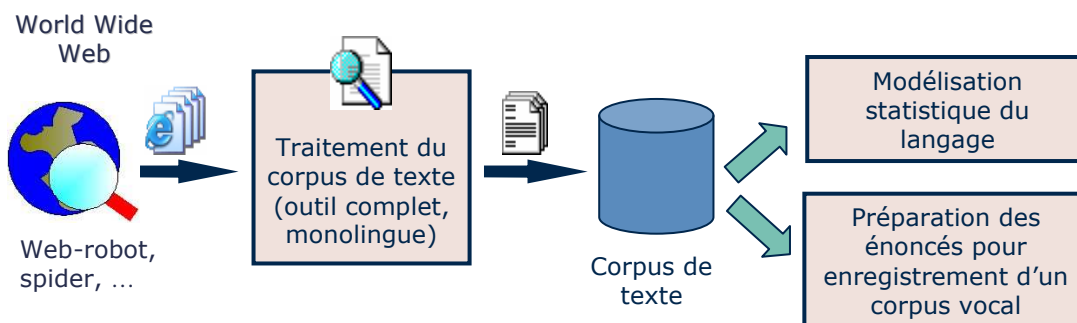 World Wide
Web
Web-robot,
spider, …
Traitement du
corpus de texte
(outil complet,
monolingue)
Corpus de
texte
Modélisation
statistique du
langage
Préparation des
énoncés pour
enregistrement d’un
corpus vocal